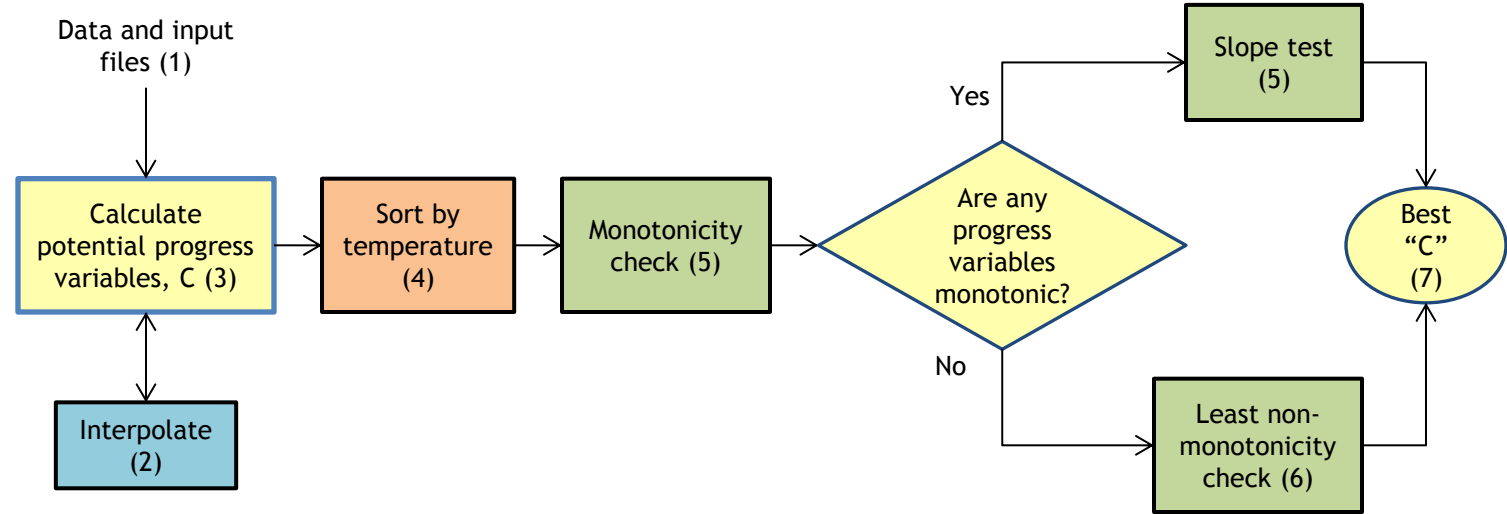 Data and input
files (1)
Calculate
potential progress
variables, C (3)
Interpolate
(2)
Sort by
temperature
(4)
Monotonicity
check (5)
Are any
progress
variables
monotonic?
Yes
No
Slope test
(5)
Least non-
monotonicity
check (6)
Best
“C”
(7)